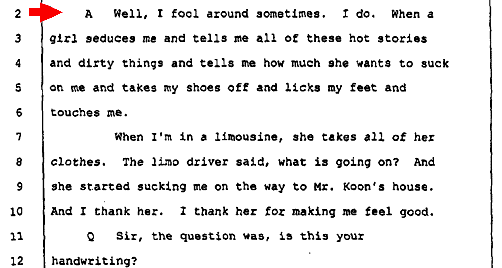 2 A Well, I fool around sometimes. I do. When a
3 girl seduces me and tells me all of these hot stories
4 and dirty things and tells me how much she wants to suck
5 on me and takes my shoes off and licks my feet and
6 touches me.
7 When I'm in a limousine, she takes all of her
8 clothes. The limo driver said, what is going on? And
9 she started sucking me on the way to Mr. Koon's house.
10 And I thank her. I thank her for making me feel good.
11 Q Sir, the question was, is this your
12 handwriting?